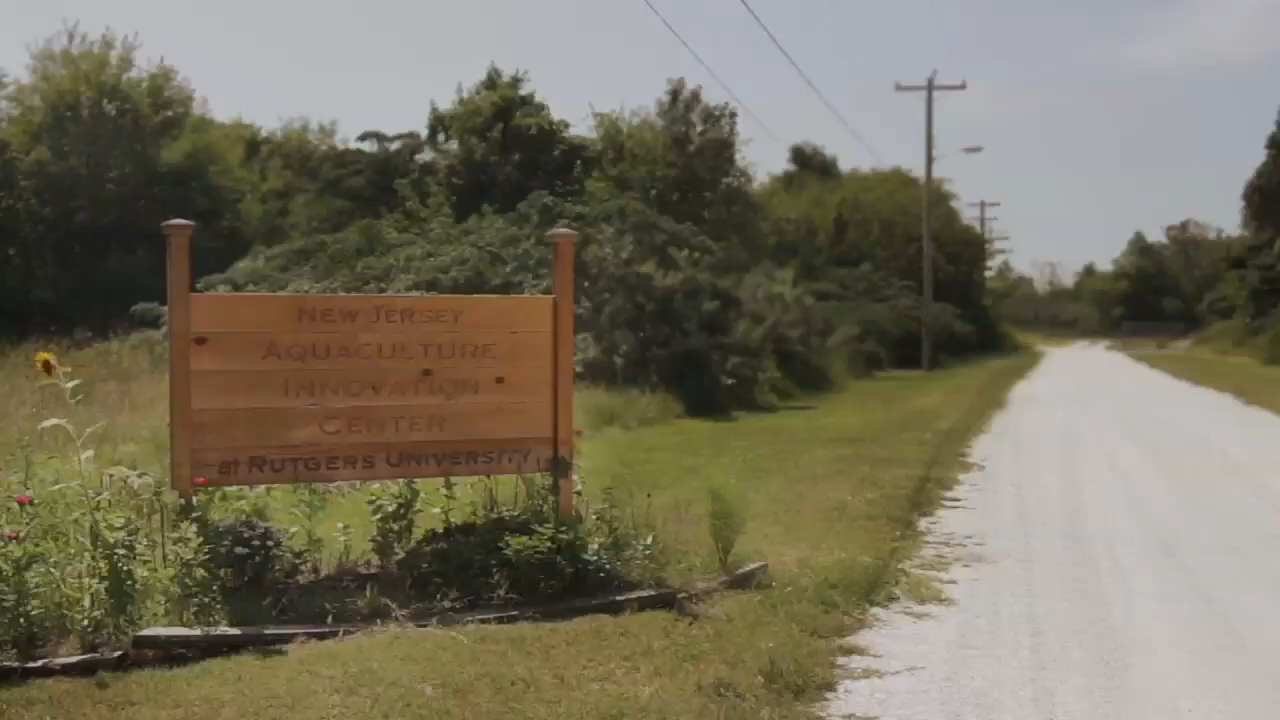 New Jersey
Aquaculture
Innovation
Center
at Rutgers University